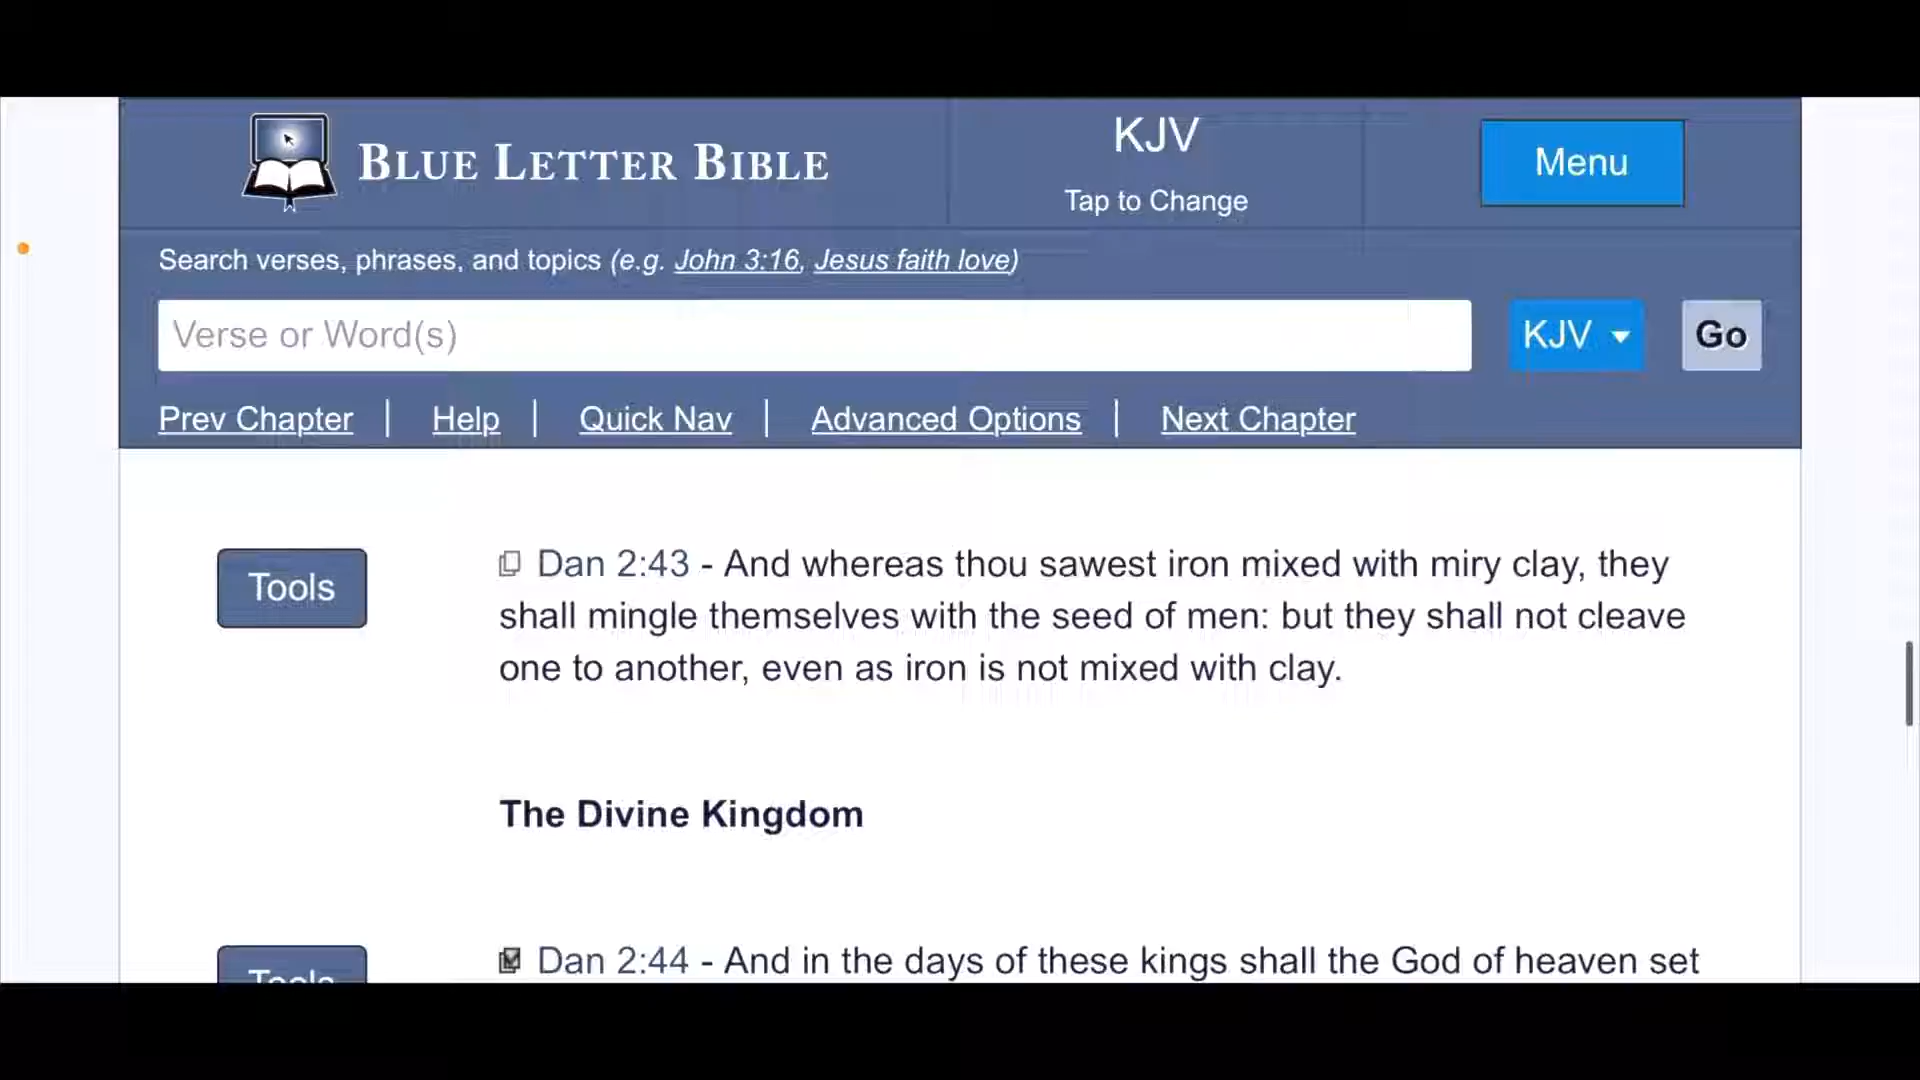 BLUE LETTER BIBLE
KJV
Tap to Change
Menu
Search verses, phrases, and topics (e.g. John 3:16, Jesus faith love)
Verse or Word(s)
KJV
Go
Prev Chapter | Help | Quick Nav | Advanced Options | Next Chapter
Tools
Dan 2:43 - And whereas thou sawest iron mixed with miry clay, they
shall mingle themselves with the seed of men: but they shall not cleave
one to another, even as iron is not mixed with clay.
The Divine Kingdom
Tools
Dan 2:44 - And in the days of these kings shall the God of heaven set